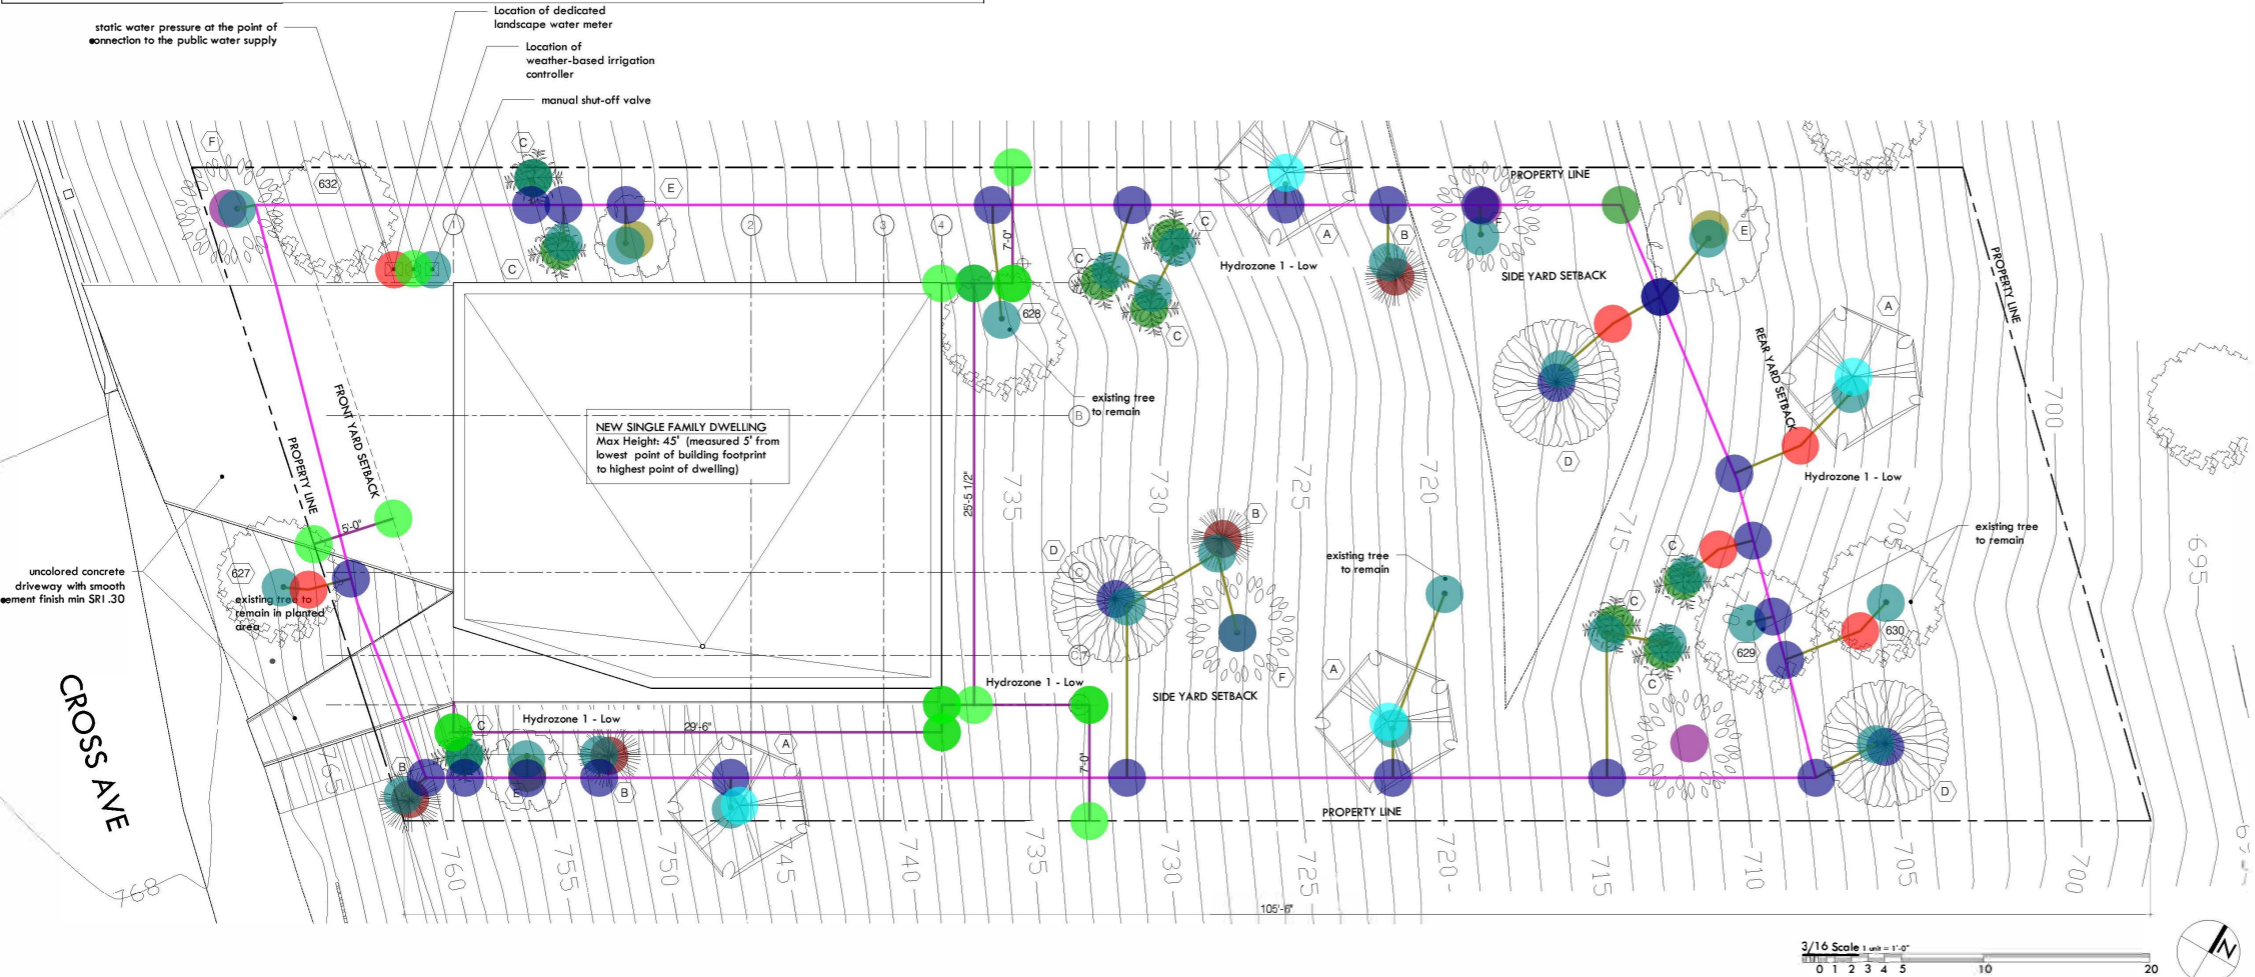 Location of dedicated
landscape water meter
static water pressure at the point of
onnection to the public water supply
Location of
weather-based irrigation
controller
manual shut-off valve
F
632
C
E
C
1
2
3
4
7'-0"
C
C
C
A
B
F
PROPERTY LINE
E
Hydrozone 1 - Low
SIDE YARD SETBACK
PROPERTY LINE
628
A
REAR YARD SETBACK
existing tree
to remain
B
FRONT YARD SETBACK
PROPERTY LINE
NEW SINGLE FAMILY DWELLING
Max Height: 45' (measured 5' from
lowest point of building footprint
to highest point of dwelling)
D
Hydrozone 1 - Low
25'-5 1/2"
735
730
725
720
715
705
700
695
5'-0"
B
D
C
C
existing tree
to remain
existing tree
to remain
uncolored concrete
driveway with smooth
ement finish min SRI .30
627
existing tree to
remain in planted
area
C
630
629
C
A
F
Hydrozone 1 - Low
SIDE YARD SETBACK
CROSS AVE
C
Hydrozone 1 - Low
29'-6"
A
7'-0"
B
E
B
D
PROPERTY LINE
765
760
755
750
745
740
735
730
725
720
715
710
705
700
768
105'-6"
3/16 Scale 1 unit = 1'-0"
0 1 2 3 4 5 10 20
N